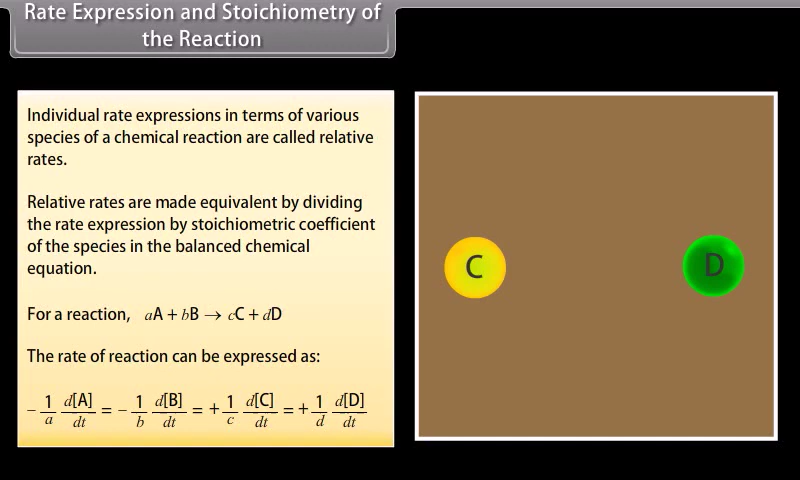 Rate Expression and Stoichiometry of
the Reaction
Individual rate expressions in terms of various
species of a chemical reaction are called relative
rates.
Relative rates are made equivalent by dividing
the rate expression by stoichiometric coefficient
of the species in the balanced chemical
equation.
For a reaction, aA + bB → cC + dD
The rate of reaction can be expressed as:
− 1/a d[A]/dt = − 1/b d[B]/dt = + 1/c d[C]/dt = + 1/d d[D]/dt
C D